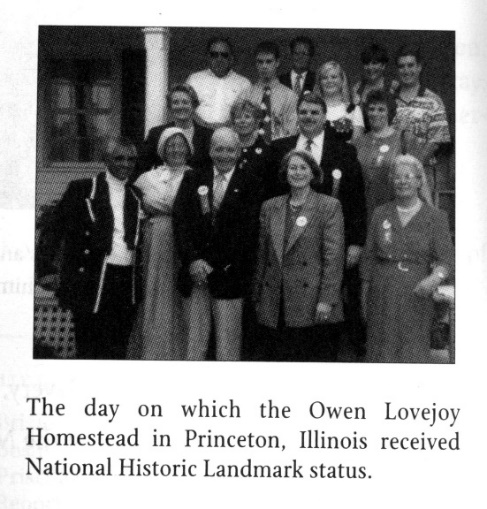 The day on which the Owen Lovejoy
Homestead in Princeton, Illinois received
National Historic Landmark status.